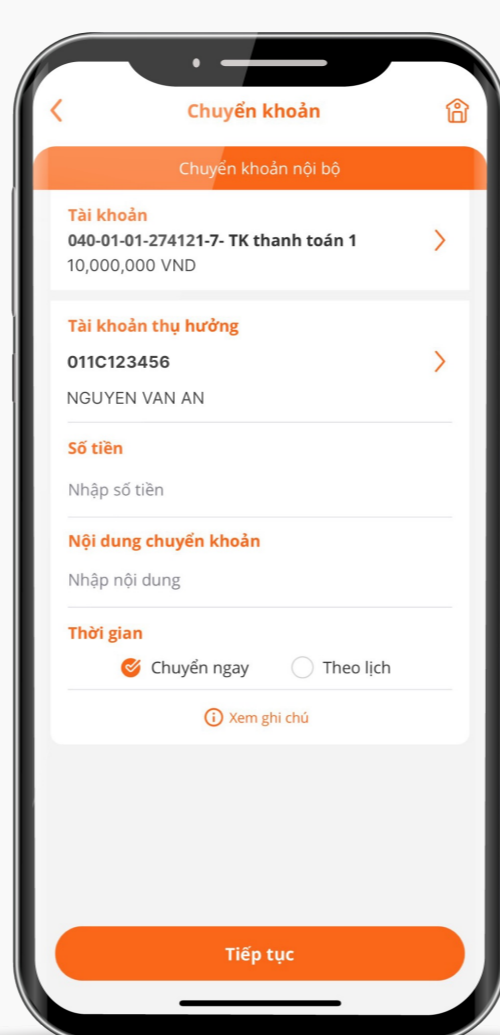 Chuyển khoản
Chuyển khoản nội bộ
Tài khoản
040-01-01-274121-7- TK thanh toán 1
10,000,000 VND
Tài khoản thụ hưởng
011C123456
NGUYEN VAN AN
Số tiền
Nhập số tiền
Nội dung chuyển khoản
Nhập nội dung
Thời gian
Chuyển ngay Theo lịch
Xem ghi chú
Tiếp tục